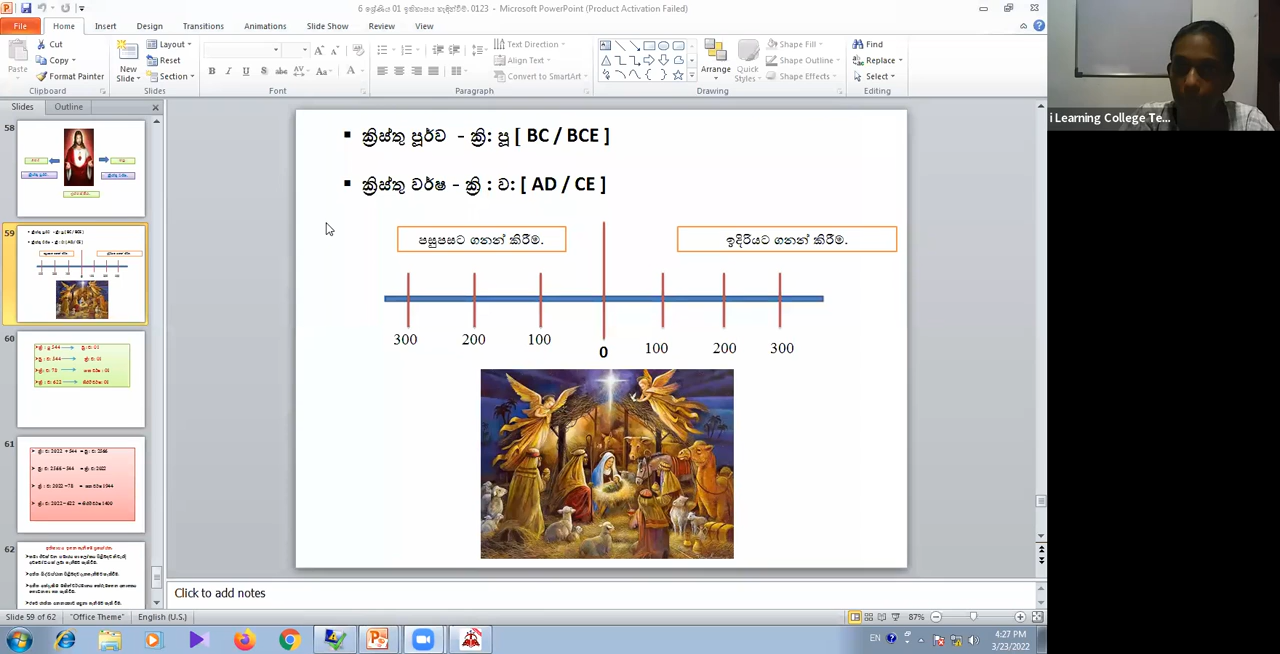 6 ශ්‍රේණිය 01 ඉතිහාසය හැඳින්වීම. 0123 - Microsoft PowerPoint (Product Activation Failed)
File Home Insert Design Transitions Animations Slide Show Review View
Paste Cut Copy Format Painter Clipboard
New Slide Layout Reset Section Slides
Font
Text Direction Align Text Convert to SmartArt Paragraph
Arrange Quick Styles Shape Fill Shape Outline Shape Effects Drawing
Find Replace Select Editing
Slides Outline
58
59
60
61
62
▪ ක්‍රිස්තු පූර්ව - ක්‍රි: පූ [ BC / BCE ]
▪ ක්‍රිස්තු වර්ෂ - ක්‍රි : ව: [ AD / CE ]
පසුපසට ගනන් කිරීම. ඉදිරියට ගනන් කිරීම.
300 200 100 0 100 200 300
Click to add notes
Slide 59 of 62 "Office Theme" English (U.S.) 87%
EN 4:27 PM
3/23/2022
i Learning College Te...